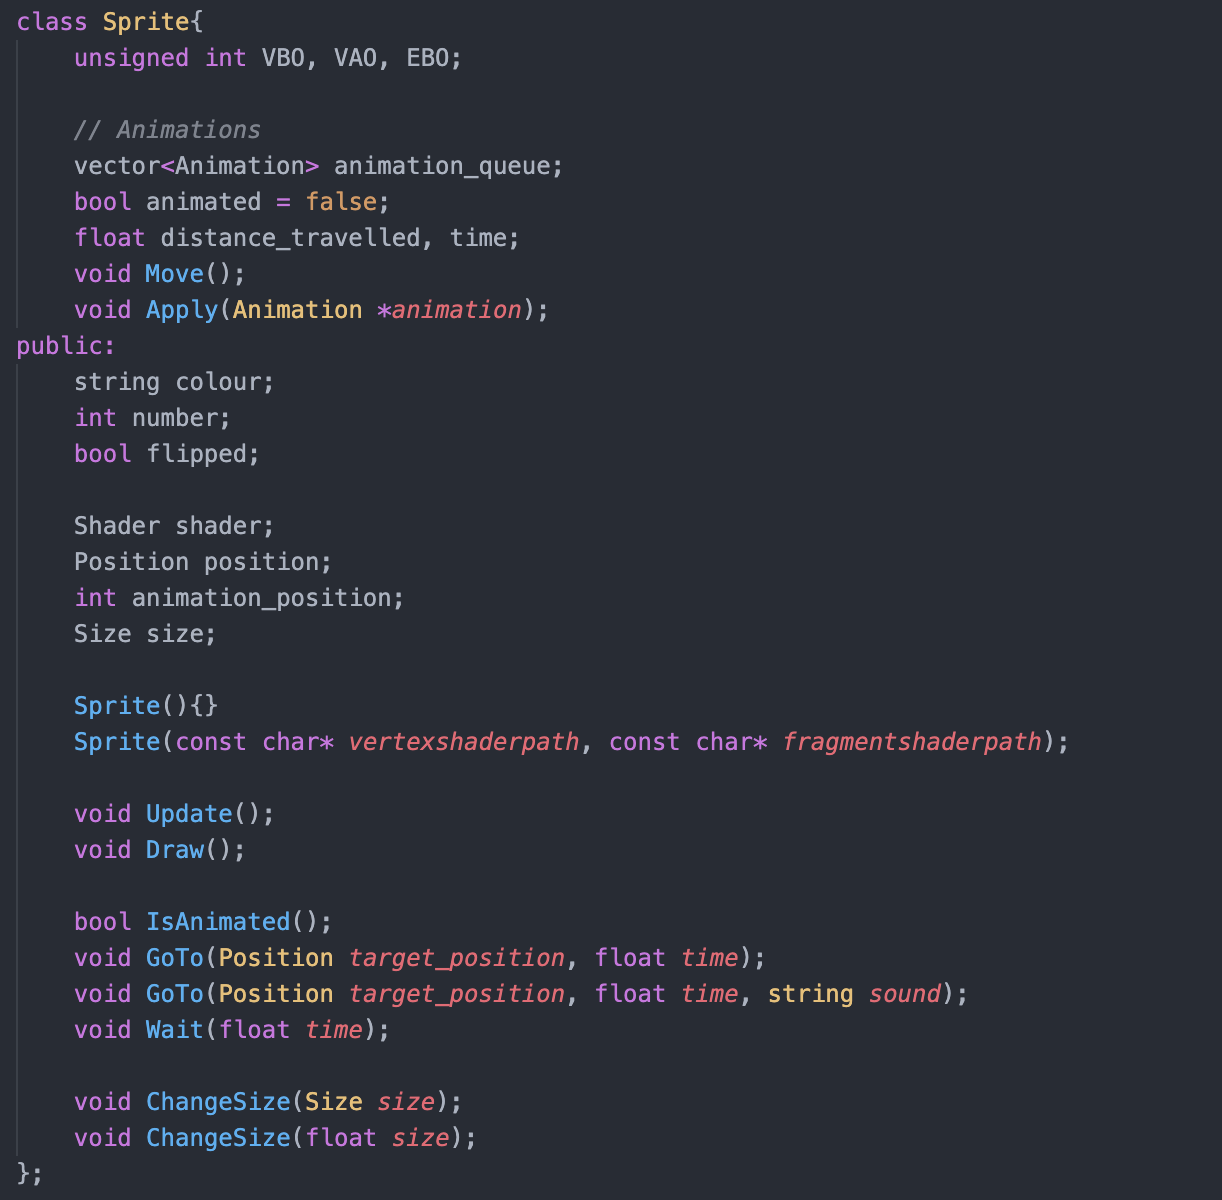 class Sprite{
    unsigned int VBO, VAO, EBO;

    // Animations
    vector<Animation> animation_queue;
    bool animated = false;
    float distance_travelled, time;
    void Move();
    void Apply(Animation *animation);
public:
    string colour;
    int number;
    bool flipped;

    Shader shader;
    Position position;
    int animation_position;
    Size size;

    Sprite(){}
    Sprite(const char* vertexshaderpath, const char* fragmentshaderpath);

    void Update();
    void Draw();

    bool IsAnimated();
    void GoTo(Position target_position, float time);
    void GoTo(Position target_position, float time, string sound);
    void Wait(float time);

    void ChangeSize(Size size);
    void ChangeSize(float size);
};